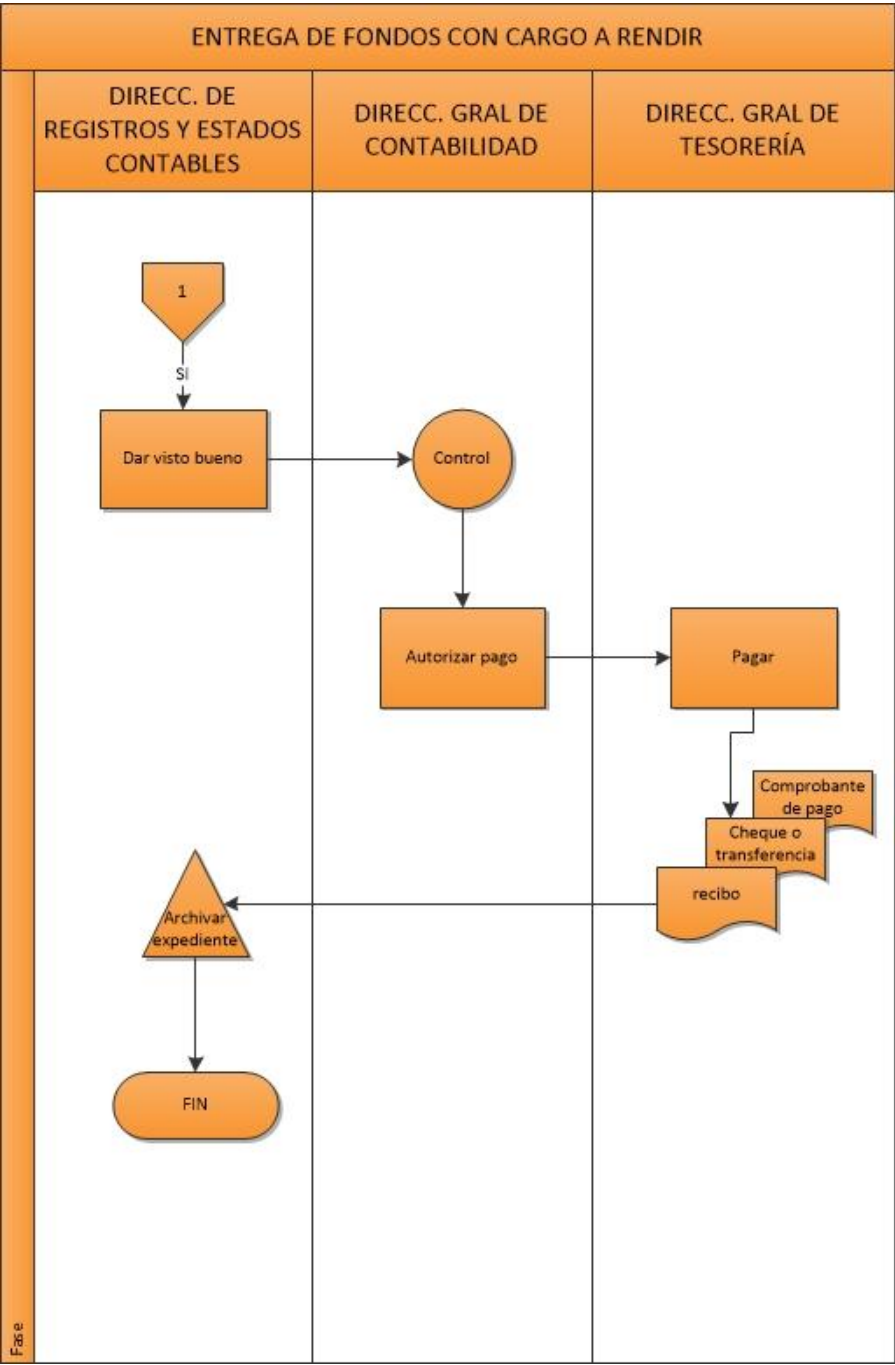 ENTREGA DE FONDOS CON CARGO A RENDIR
DIRECC. DE
REGISTROS Y ESTADOS
CONTABLES
DIRECC. GRAL DE
CONTABILIDAD
DIRECC. GRAL DE
TESORERÍA
1
SI
Dar visto bueno
Control
Autorizar pago
Pagar
Comprobante
de pago
Cheque o
transferencia
recibo
Archivar
expediente
FIN
Fase